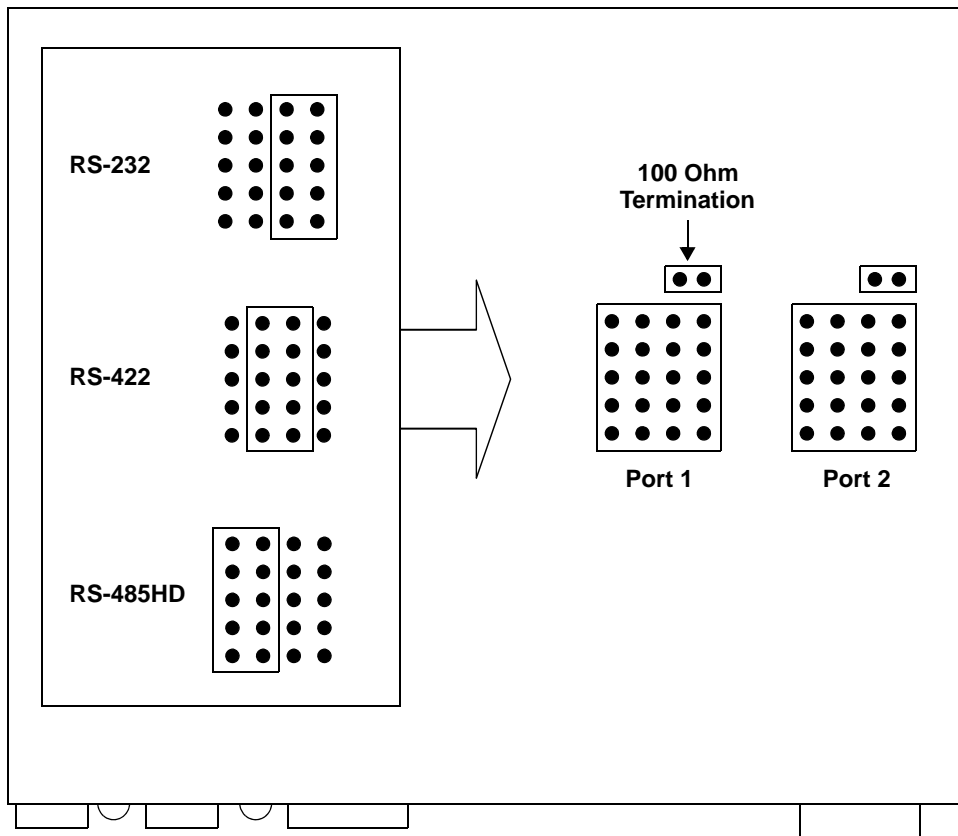 RS-232
RS-422
RS-485HD
100 Ohm
Termination
Port 1
Port 2